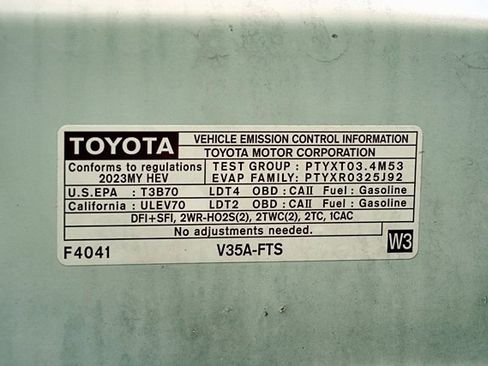 TOYOTA VEHICLE EMISSION CONTROL INFORMATION
TOYOTA MOTOR CORPORATION
Conforms to regulations TEST GROUP : PTYXT03.4M53
2023MY HEV EVAP FAMILY: PTYXR0325J92
U.S.EPA : T3B70 LDT4 OBD : CAII Fuel : Gasoline
California : ULEV70 LDT2 OBD : CAII Fuel : Gasoline
DFI+SFI, 2WR-HO2S(2), 2TWC(2), 2TC, 1CAC
No adjustments needed.
F4041 V35A-FTS W3